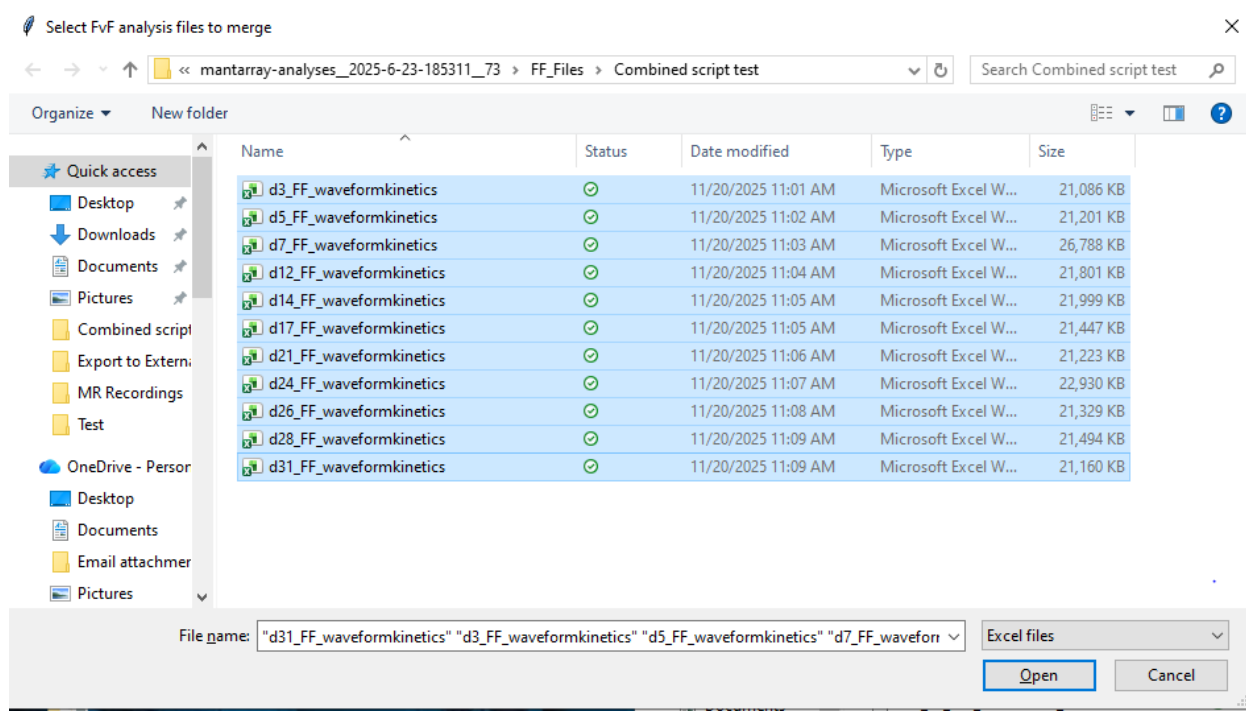 Select FvF analysis files to merge
« mantarray-analyses__2025-6-23-185311__73 > FF_Files > Combined script test
Search Combined script test
Organize
New folder
Name Status Date modified Type Size
Quick access
Desktop
Downloads
Documents
Pictures
Combined script
Export to Externa
MR Recordings
Test
OneDrive - Person
Desktop
Documents
Email attachmen
Pictures
d3_FF_waveformkinetics 11/20/2025 11:01 AM Microsoft Excel W... 21,086 KB
d5_FF_waveformkinetics 11/20/2025 11:02 AM Microsoft Excel W... 21,201 KB
d7_FF_waveformkinetics 11/20/2025 11:03 AM Microsoft Excel W... 26,788 KB
d12_FF_waveformkinetics 11/20/2025 11:04 AM Microsoft Excel W... 21,801 KB
d14_FF_waveformkinetics 11/20/2025 11:05 AM Microsoft Excel W... 21,999 KB
d17_FF_waveformkinetics 11/20/2025 11:05 AM Microsoft Excel W... 21,447 KB
d21_FF_waveformkinetics 11/20/2025 11:06 AM Microsoft Excel W... 21,223 KB
d24_FF_waveformkinetics 11/20/2025 11:07 AM Microsoft Excel W... 22,930 KB
d26_FF_waveformkinetics 11/20/2025 11:08 AM Microsoft Excel W... 21,329 KB
d28_FF_waveformkinetics 11/20/2025 11:09 AM Microsoft Excel W... 21,494 KB
d31_FF_waveformkinetics 11/20/2025 11:09 AM Microsoft Excel W... 21,160 KB
File name: "d31_FF_waveformkinetics" "d3_FF_waveformkinetics" "d5_FF_waveformkinetics" "d7_FF_waveforr
Excel files
Open
Cancel